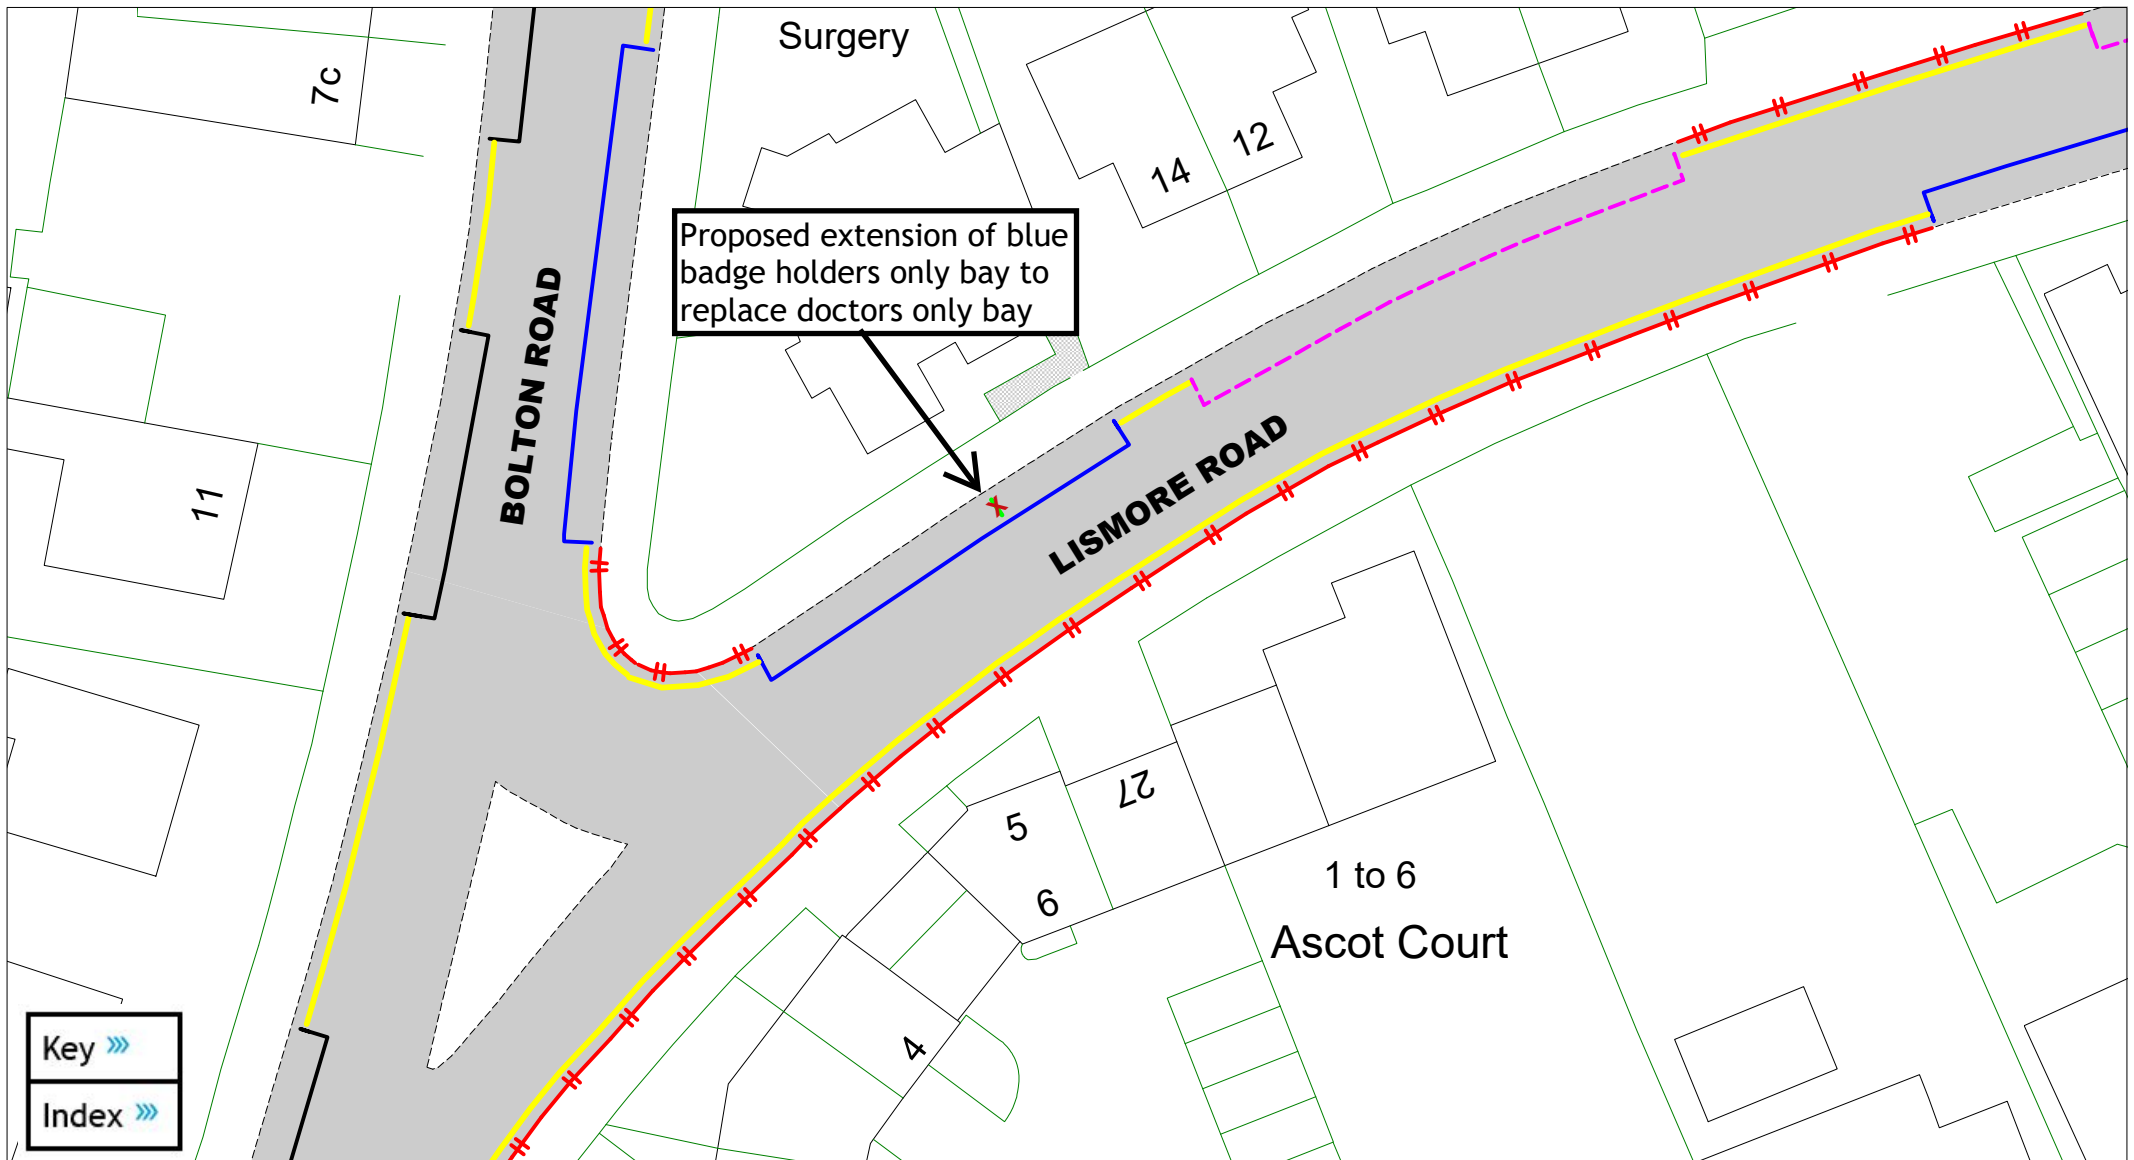 Surgery
7c
12
14
Proposed extension of blue
badge holders only bay to
replace doctors only bay
BOLTON ROAD
LISMORE ROAD
11
27
5
6
1 to 6
Ascot Court
4
Key »»
Index »»